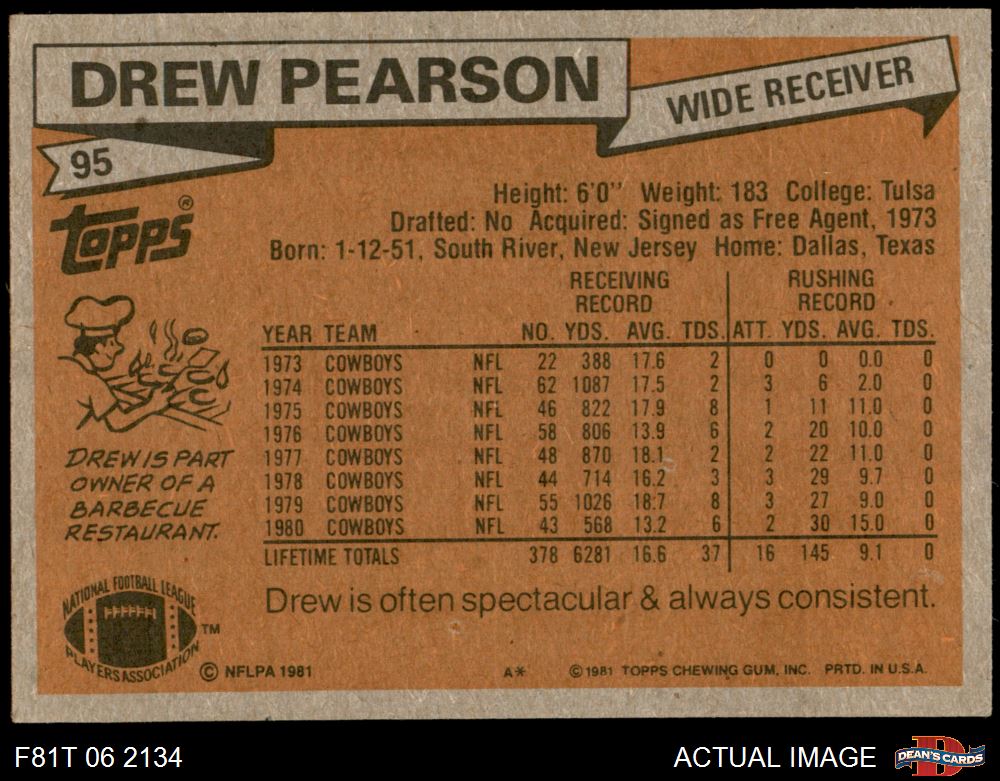 DREW PEARSON
WIDE RECEIVER
95
TOPPS®
Height: 6'0" Weight: 183 College: Tulsa
Drafted: No Acquired: Signed as Free Agent, 1973
Born: 1-12-51, South River, New Jersey Home: Dallas, Texas
RECEIVING RECORD RUSHING RECORD
YEAR TEAM NO. YDS. AVG. TDS. ATT. YDS. AVG. TDS.
1973 COWBOYS NFL 22 388 17.6 2 0 0 0.0 0
1974 COWBOYS NFL 62 1087 17.5 2 3 6 2.0 0
1975 COWBOYS NFL 46 822 17.9 8 1 11 11.0 0
1976 COWBOYS NFL 58 806 13.9 6 2 20 10.0 0
1977 COWBOYS NFL 48 870 18.1 2 2 22 11.0 0
1978 COWBOYS NFL 44 714 16.2 3 3 29 9.7 0
1979 COWBOYS NFL 55 1026 18.7 8 3 27 9.0 0
1980 COWBOYS NFL 43 568 13.2 6 2 30 15.0 0
LIFETIME TOTALS 378 6281 16.6 37 16 145 9.1 0
DREW IS PART
OWNER OF A
BARBECUE
RESTAURANT.
Drew is often spectacular & always consistent.
NATIONAL FOOTBALL LEAGUE
PLAYERS ASSOCIATION
TM
© NFLPA 1981
A*
© 1981 TOPPS CHEWING GUM, INC. PRTD. IN U.S.A.
F81T 06 2134
ACTUAL IMAGE
DEAN'S CARDS